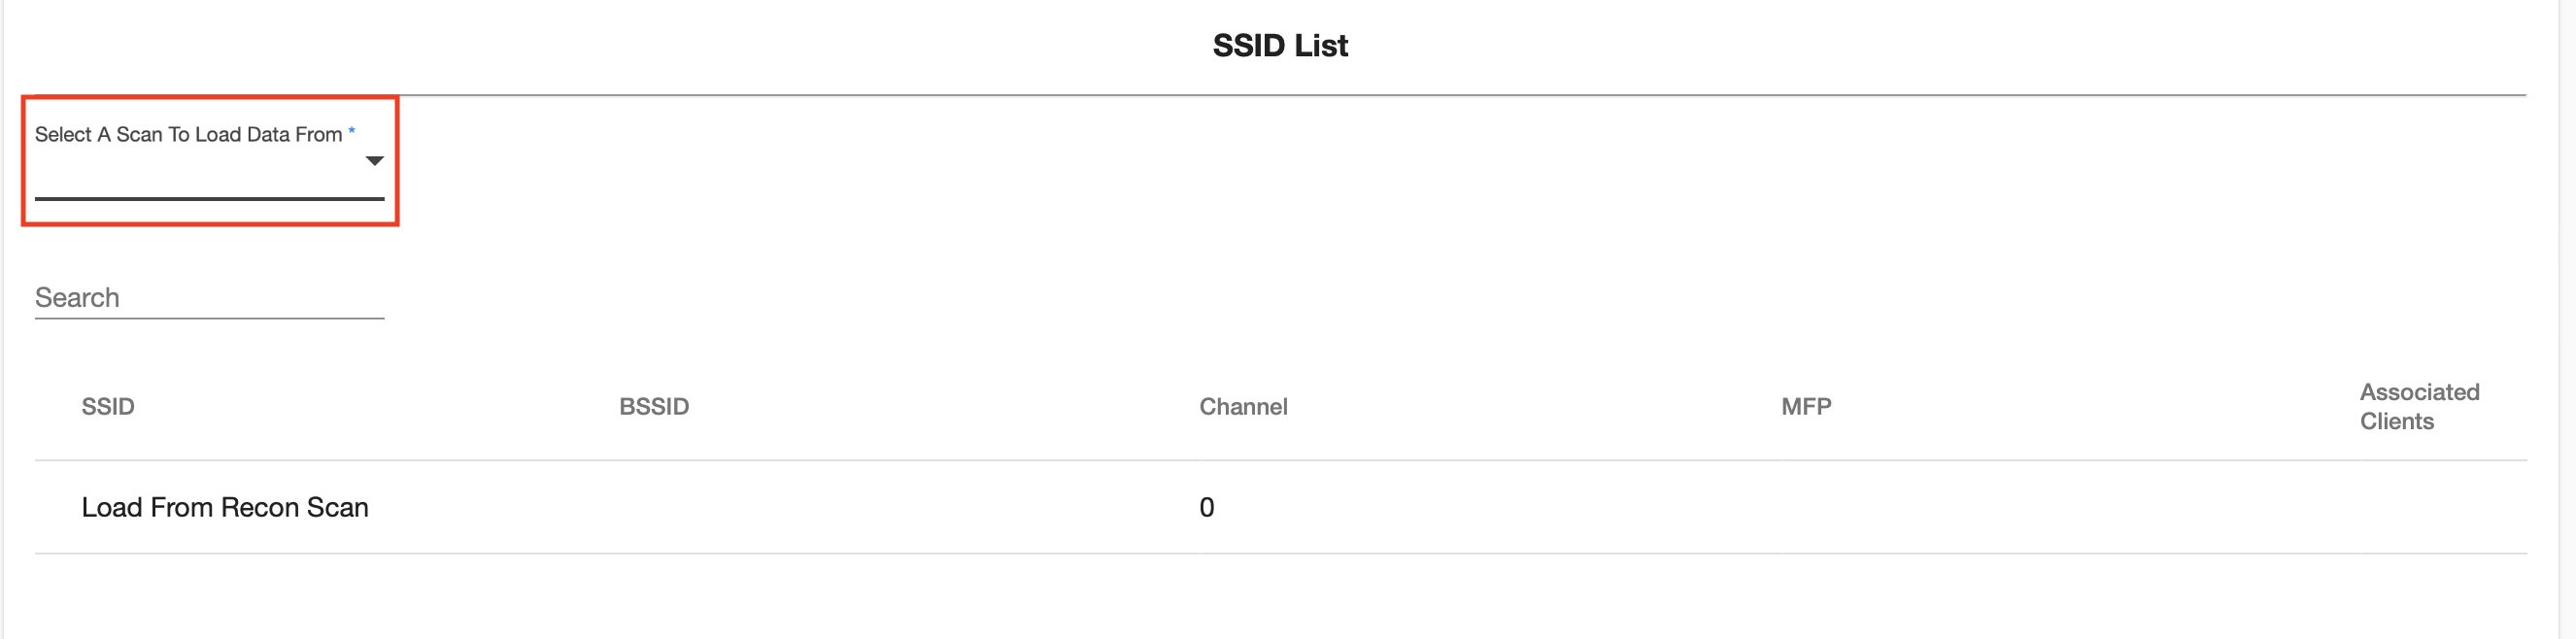 SSID List
Select A Scan To Load Data From *
Search
SSID BSSID Channel MFP Associated Clients
Load From Recon Scan 0